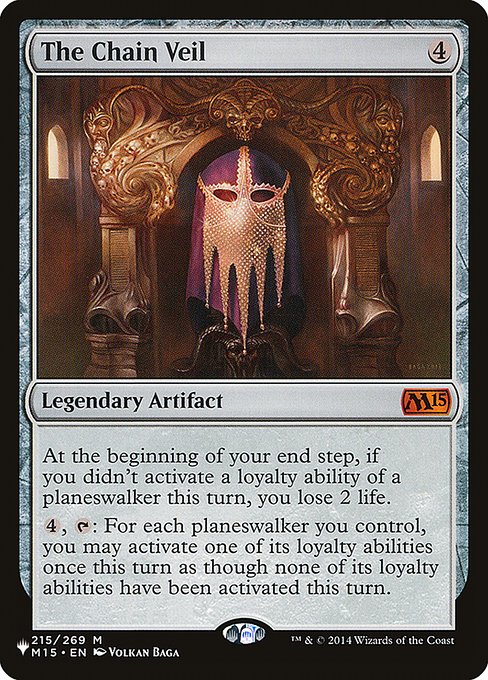 The Chain Veil 4
Legendary Artifact M15
At the beginning of your end step, if
you didn't activate a loyalty ability of a
planeswalker this turn, you lose 2 life.
4, : For each planeswalker you control,
you may activate one of its loyalty abilities
once this turn as though none of its loyalty
abilities have been activated this turn.
215/269 M
M15 • EN Volkan Baga
™ & © 2014 Wizards of the Coast